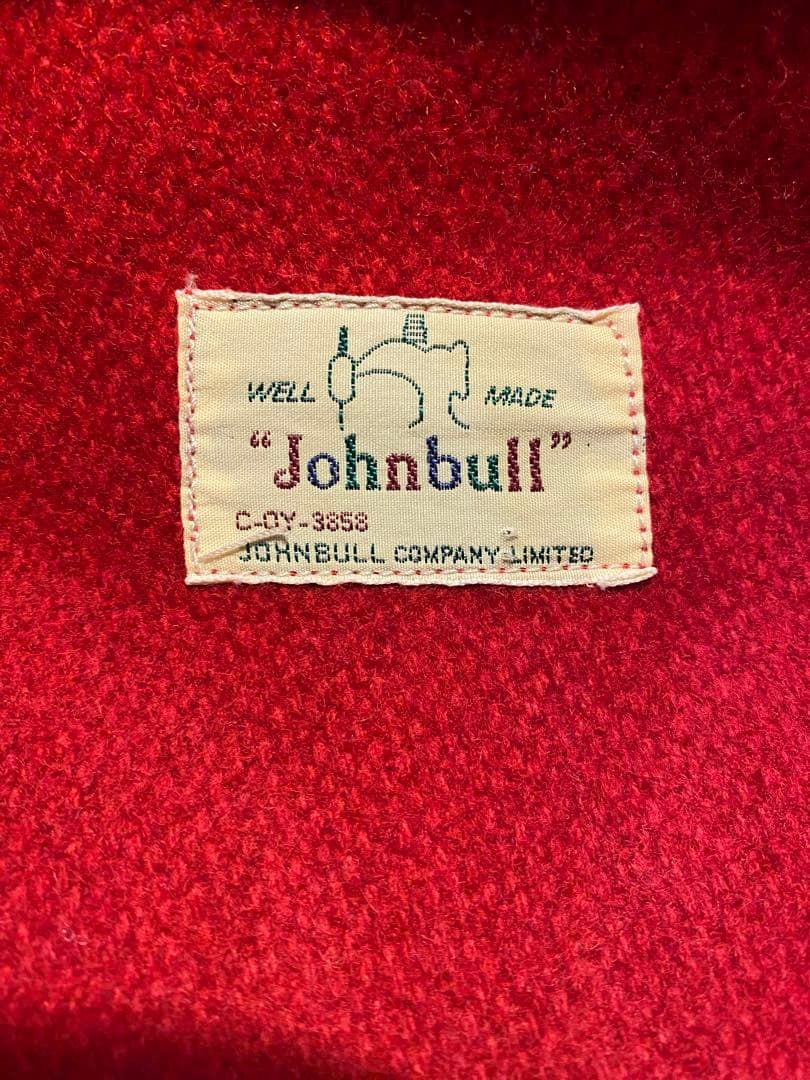 WELL MADE
“Johnbull”
C-OY-3858
JOHNBULL COMPANY LIMITED